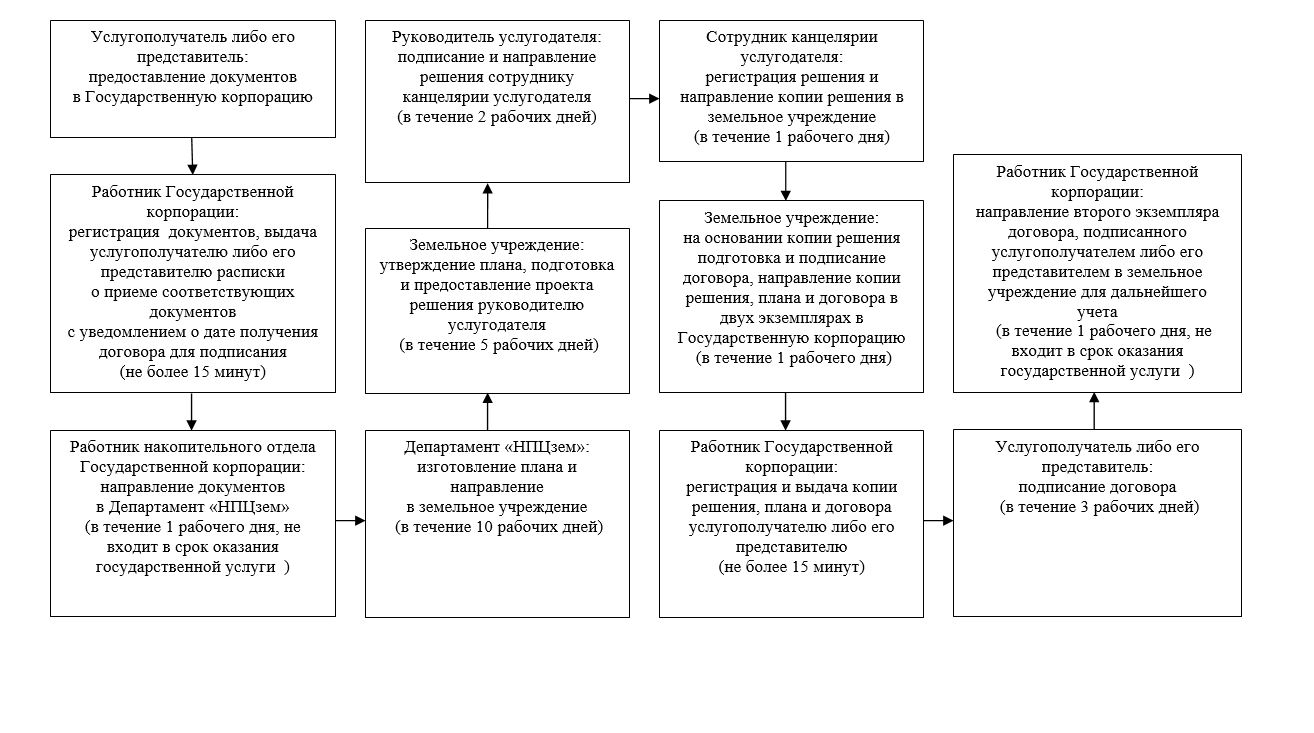 Услугополучатель либо его
представитель:
предоставление документов
в Государственную корпорацию
Работник Государственной
корпорации:
регистрация документов, выдача
услугополучателю либо его
представителю расписки
о приеме соответствующих
документов
с уведомлением о дате получения
договора для подписания
(не более 15 минут)
Работник накопительного отдела
Государственной корпорации:
направление документов
в Департамент «НПЦзем»
(в течение 1 рабочего дня, не
входит в срок оказания
государственной услуги )
Департамент «НПЦзем»:
изготовление плана и
направление
в земельное учреждение
(в течение 10 рабочих дней)
Земельное учреждение:
утверждение плана, подготовка
и предоставление проекта
решения руководителю
услугодателя
(в течение 5 рабочих дней)
Руководитель услугодателя:
подписание и направление
решения сотруднику
канцелярии услугодателя
(в течение 2 рабочих дней)
Сотрудник канцелярии
услугодателя:
регистрация решения и
направление копии решения в
земельное учреждение
(в течение 1 рабочего дня)
Земельное учреждение:
на основании копии решения
подготовка и подписание
договора, направление копии
решения, плана и договора в
двух экземплярах в
Государственную корпорацию
(в течение 1 рабочего дня)
Работник Государственной
корпорации:
регистрация и выдача копии
решения, плана и договора
услугополучателю либо его
представителю
(не более 15 минут)
Услугополучатель либо его
представитель:
подписание договора
(в течение 3 рабочих дней)
Работник Государственной
корпорации:
направление второго экземпляра
договора, подписанного
услугополучателем либо его
представителем в земельное
учреждение для дальнейшего
учета
(в течение 1 рабочего дня, не
входит в срок оказания
государственной услуги )